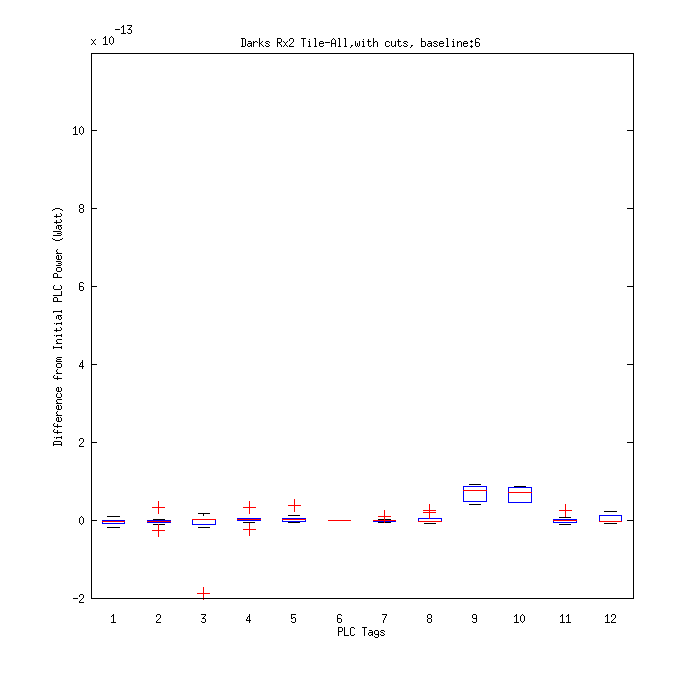 x 10 -13
Darks Rx2 Tile-All,with cuts, baseline:6
10
8
6
4
2
0
-2
Difference from Initial PLC Power (Watt)
1 2 3 4 5 6 7 8 9 10 11 12
PLC Tags